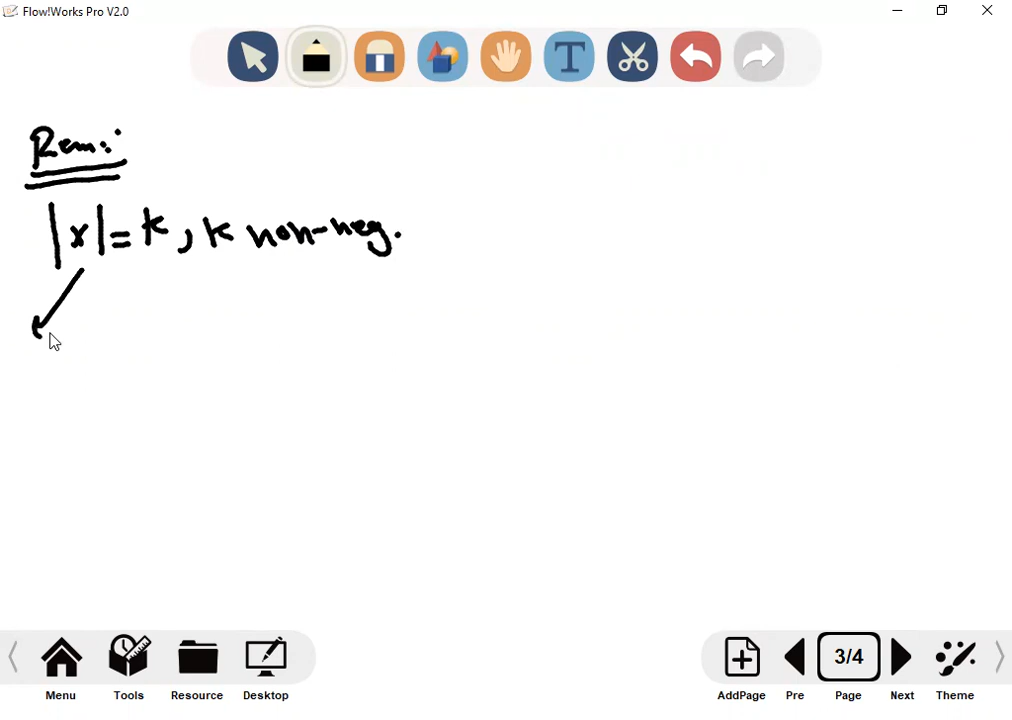 Flow!Works Pro V2.0
T
Rem:
|x| = k, k non-neg.
Menu Tools Resource Desktop
3/4
AddPage Pre Page Next Theme